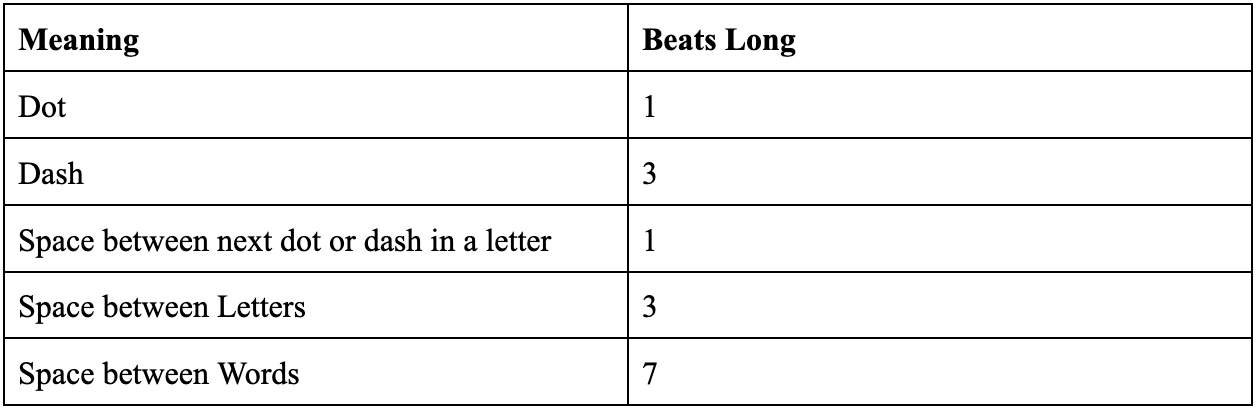 Meaning Beats Long
Dot 1
Dash 3
Space between next dot or dash in a letter 1
Space between Letters 3
Space between Words 7